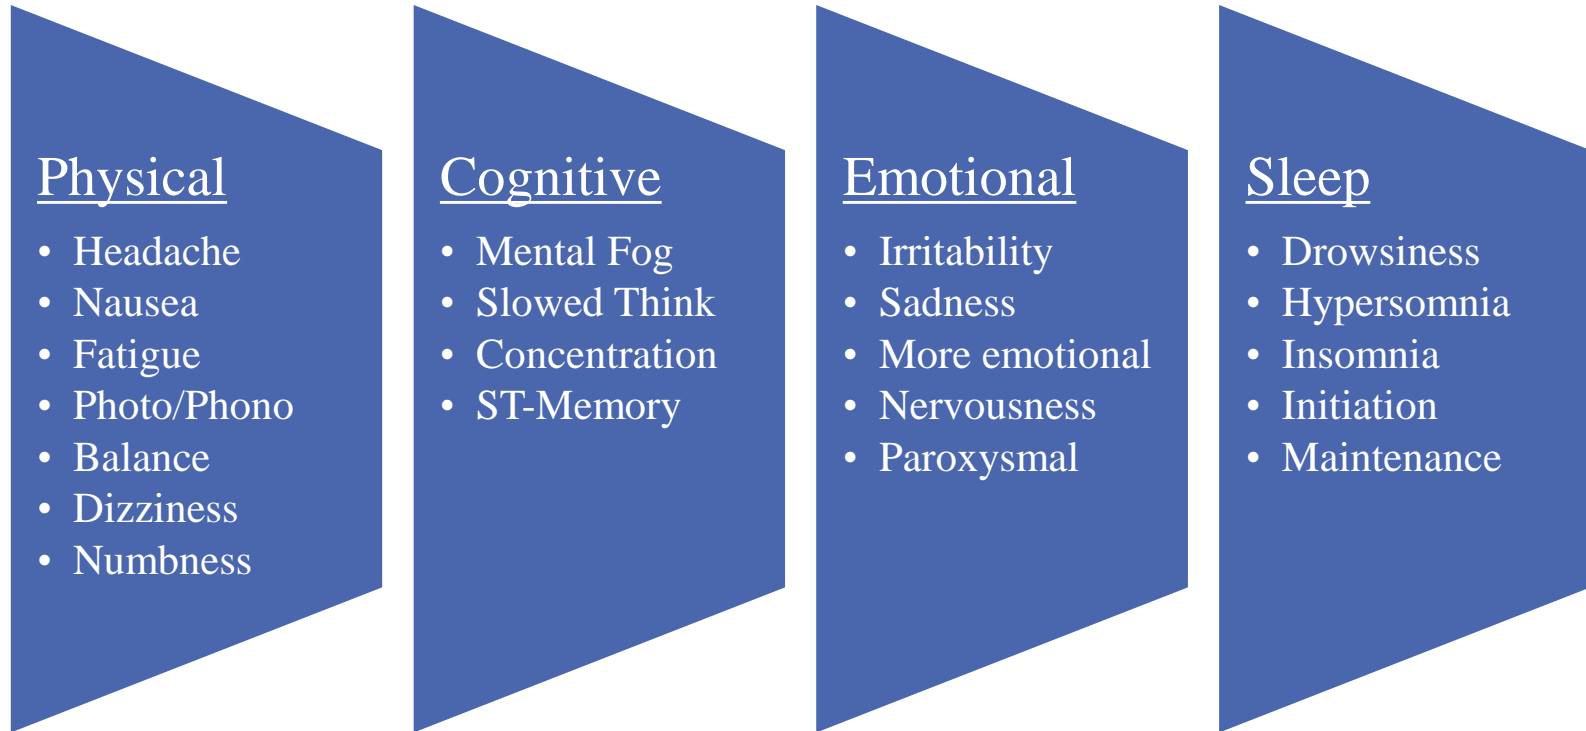 Physical
• Headache
• Nausea
• Fatigue
• Photo/Phono
• Balance
• Dizziness
• Numbness
Cognitive
• Mental Fog
• Slowed Think
• Concentration
• ST-Memory
Emotional
• Irritability
• Sadness
• More emotional
• Nervousness
• Paroxysmal
Sleep
• Drowsiness
• Hypersomnia
• Insomnia
• Initiation
• Maintenance